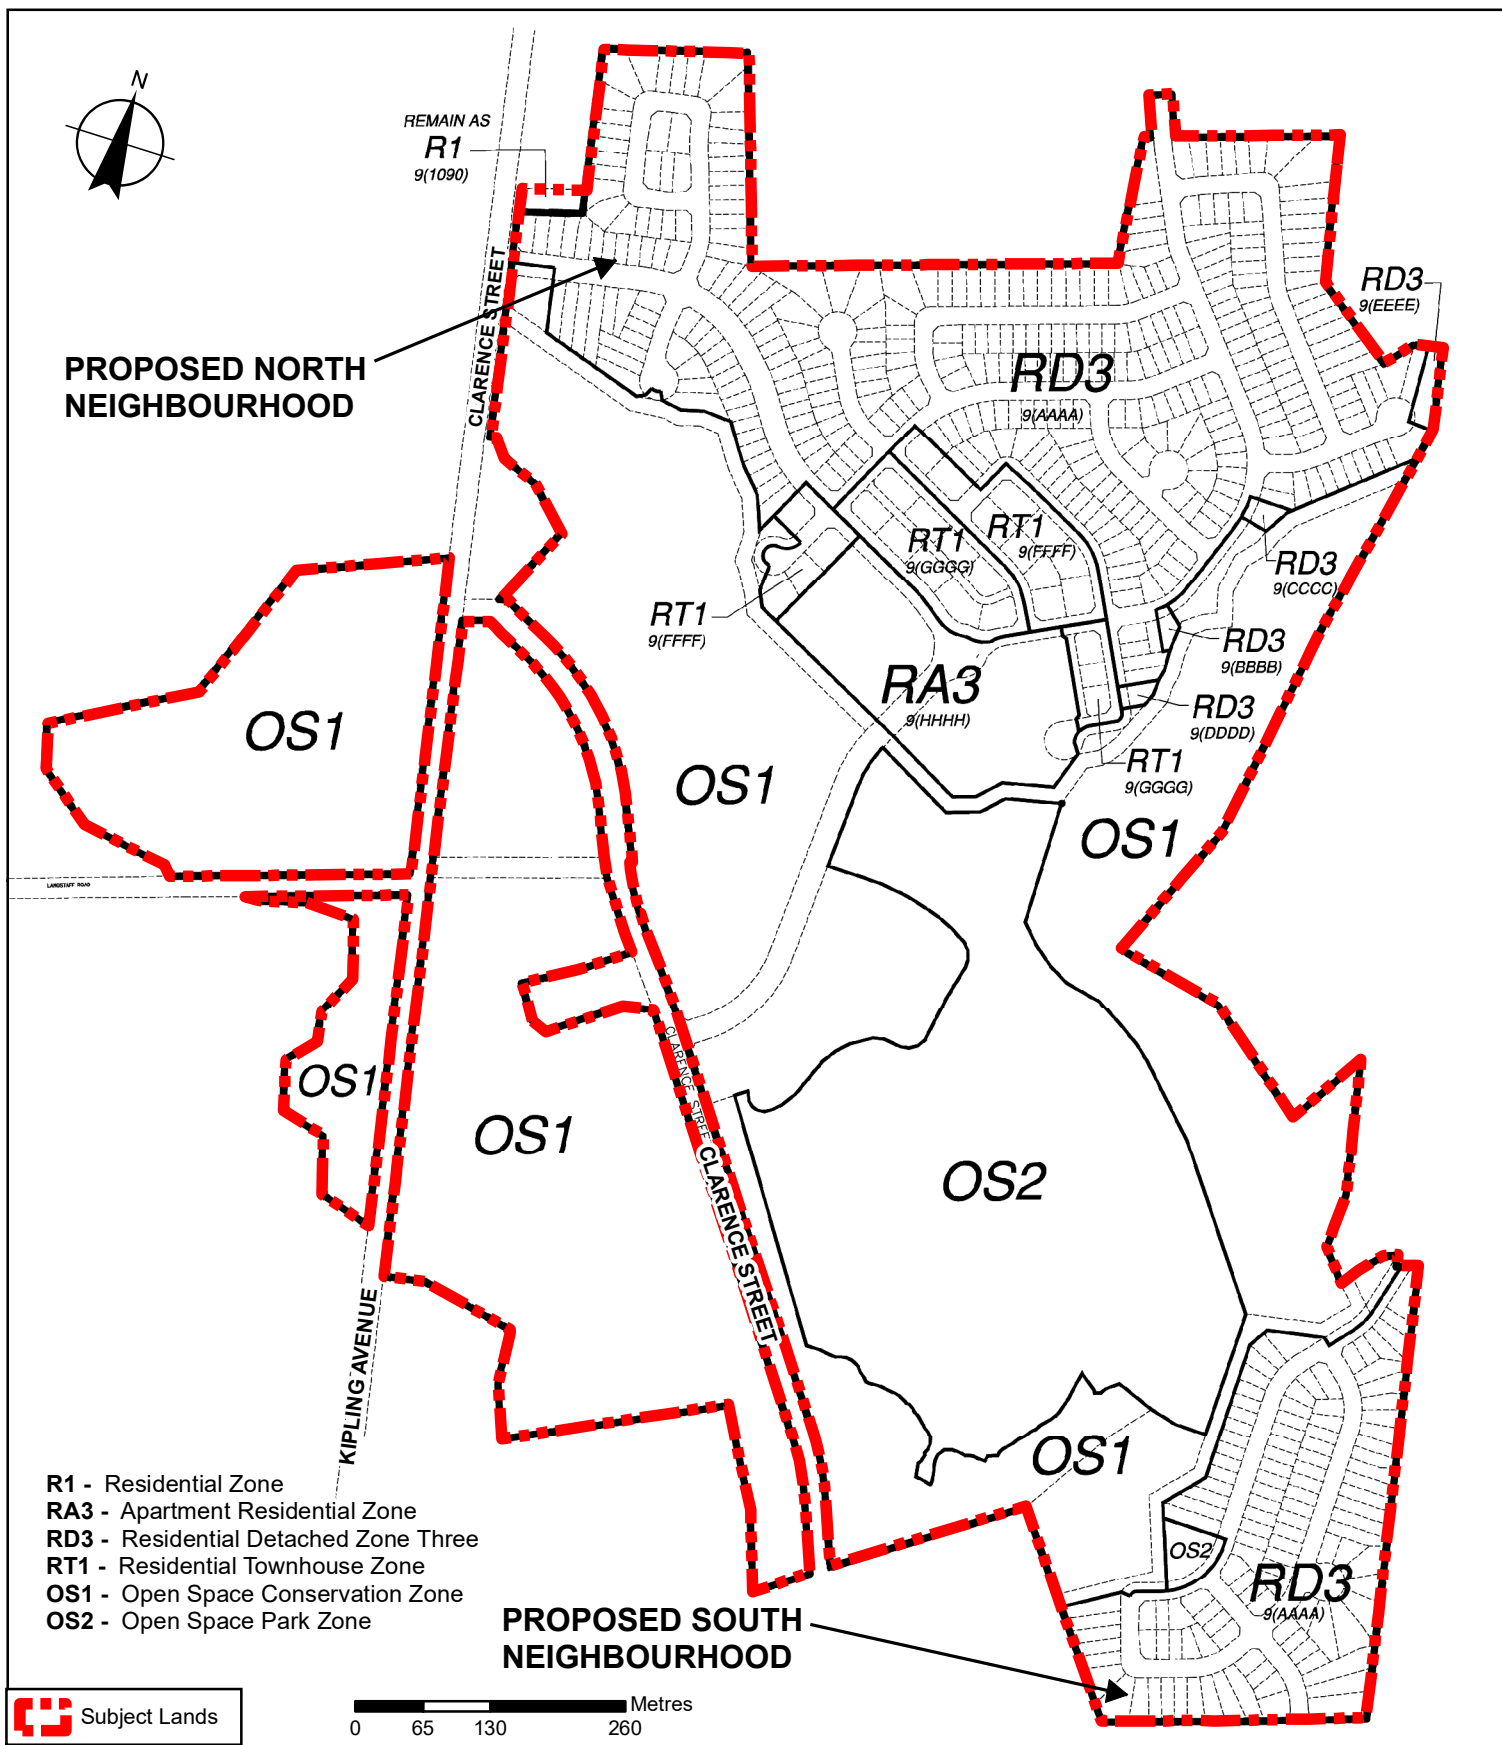 N
REMAIN AS
R1
9(1090)
CLARENCE STREET
PROPOSED NORTH
NEIGHBOURHOOD
RD3
9(EEEE)
RD3
9(AAAA)
RT1
9(GGGG)
RT1
9(FFFF)
RD3
9(CCCC)
RT1
9(FFFF)
RD3
9(BBBB)
RA3
9(HHHH)
RD3
9(DDDD)
RT1
9(GGGG)
OS1
OS1
OS1
LANGSTAFF ROAD
OS1
OS1
CLARENCE STREE
CLARENCE STREET
OS2
KIPLING AVENUE
OS1
OS2
RD3
9(AAAA)
R1 - Residential Zone
RA3 - Apartment Residential Zone
RD3 - Residential Detached Zone Three
RT1 - Residential Townhouse Zone
OS1 - Open Space Conservation Zone
OS2 - Open Space Park Zone
PROPOSED SOUTH
NEIGHBOURHOOD
Subject Lands
Metres
0 65 130 260